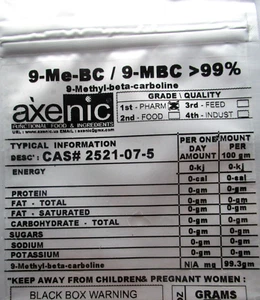 9-Me-BC / 9-MBC >99%
9-Methyl-beta-carboline
GRADE \ QUALITY
axenic
1st - PHARM 3rd - FEED
2nd - FOOD 4th - INDUST
FUNCTIONAL FOOD & INGREDIENTS
TYPICAL INFORMATION
DESC': CAS# 2521-07-5
PER ONE DAY AMOUNT MOUNT PER 100 gm
ENERGY 0-kj 0-kj
0-cal 0-cal
PROTEIN 0-gm 0-gm
FAT - TOTAL 0-gm 0-gm
FAT - SATURATED 0-gm 0-gm
CARBOHYDRATE - TOTAL 0-gm 0-gm
SUGARS 0-gm 0-gm
SODIUM 0-gm 0-gm
POTASSIUM 0-gm 0-gm
9-Methyl-beta-carboline N\A mg 99.3gm
"KEEP AWAY FROM CHILDREN& PREGNANT WOMEN :
BLACK BOX WARNING GRAMS